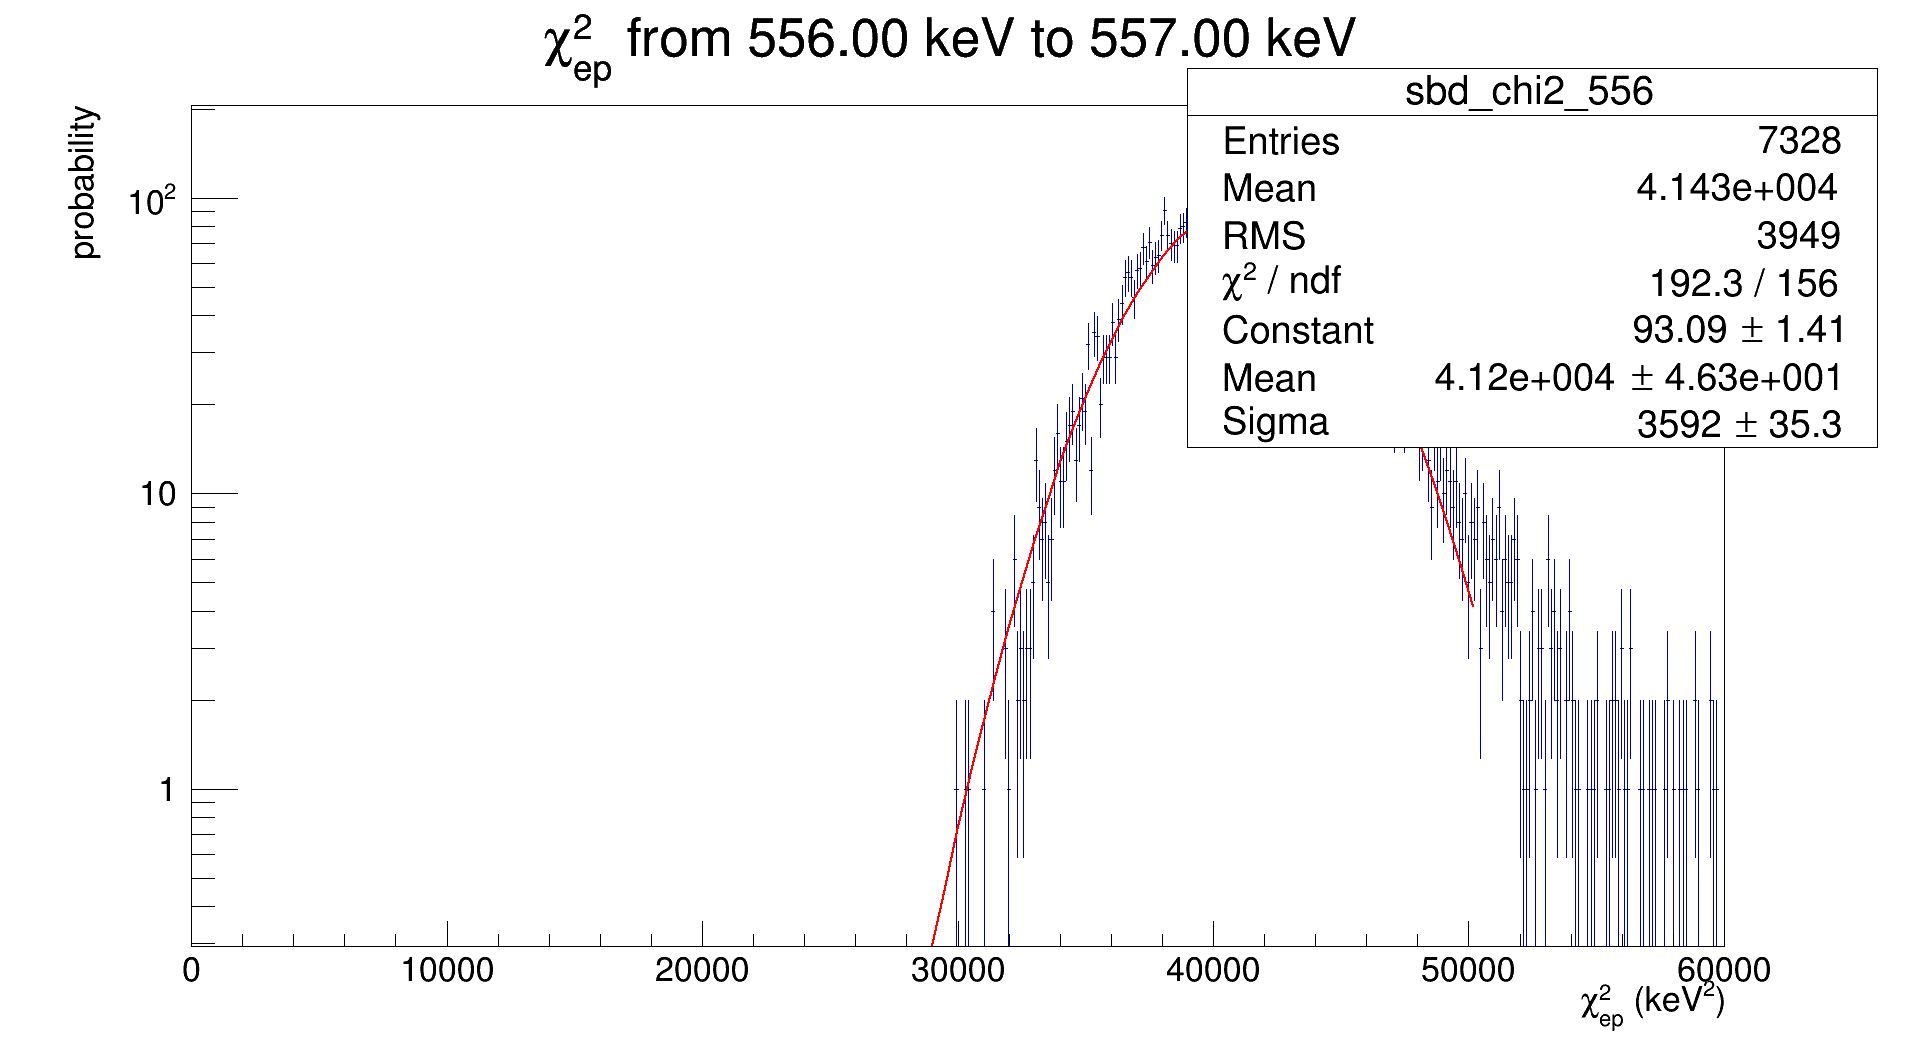 χ²ep from 556.00 keV to 557.00 keV
sbd_chi2_556
Entries 7328
Mean 4.143e+004
RMS 3949
χ² / ndf 192.3 / 156
Constant 93.09 ± 1.41
Mean 4.12e+004 ± 4.63e+001
Sigma 3592 ± 35.3
probability
10²
10
1
0 10000 20000 30000 40000 50000 60000
χ²ep (keV²)